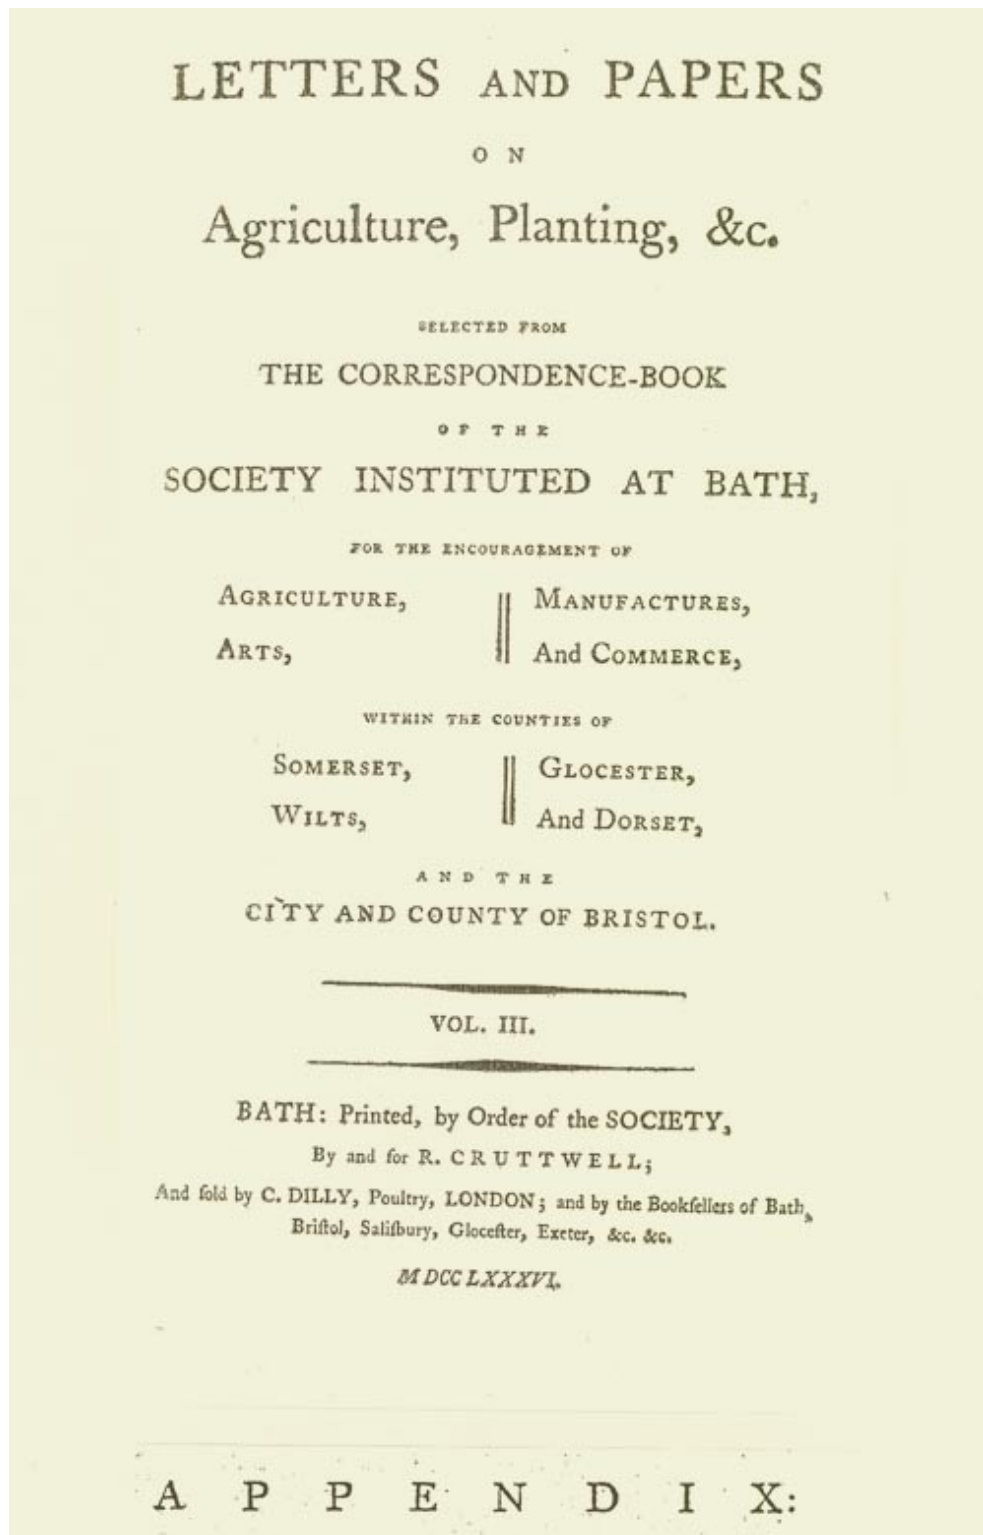 LETTERS AND PAPERS
ON
Agriculture, Planting, &c.
SELECTED FROM
THE CORRESPONDENCE-BOOK
OF THE
SOCIETY INSTITUTED AT BATH,
FOR THE ENCOURAGEMENT OF
AGRICULTURE, MANUFACTURES,
ARTS, And COMMERCE,
WITHIN THE COUNTIES OF
SOMERSET, GLOCESTER,
WILTS, And DORSET,
AND THE
CITY AND COUNTY OF BRISTOL.
VOL. III.
BATH: Printed, by Order of the SOCIETY,
By and for R. CRUTTWELL;
And ſold by C. DILLY, Poultry, LONDON; and by the Bookſellers of Bath,
Briſtol, Saliſbury, Gloceſter, Exeter, &c. &c.
MDCCLXXXVI.
APPENDIX: